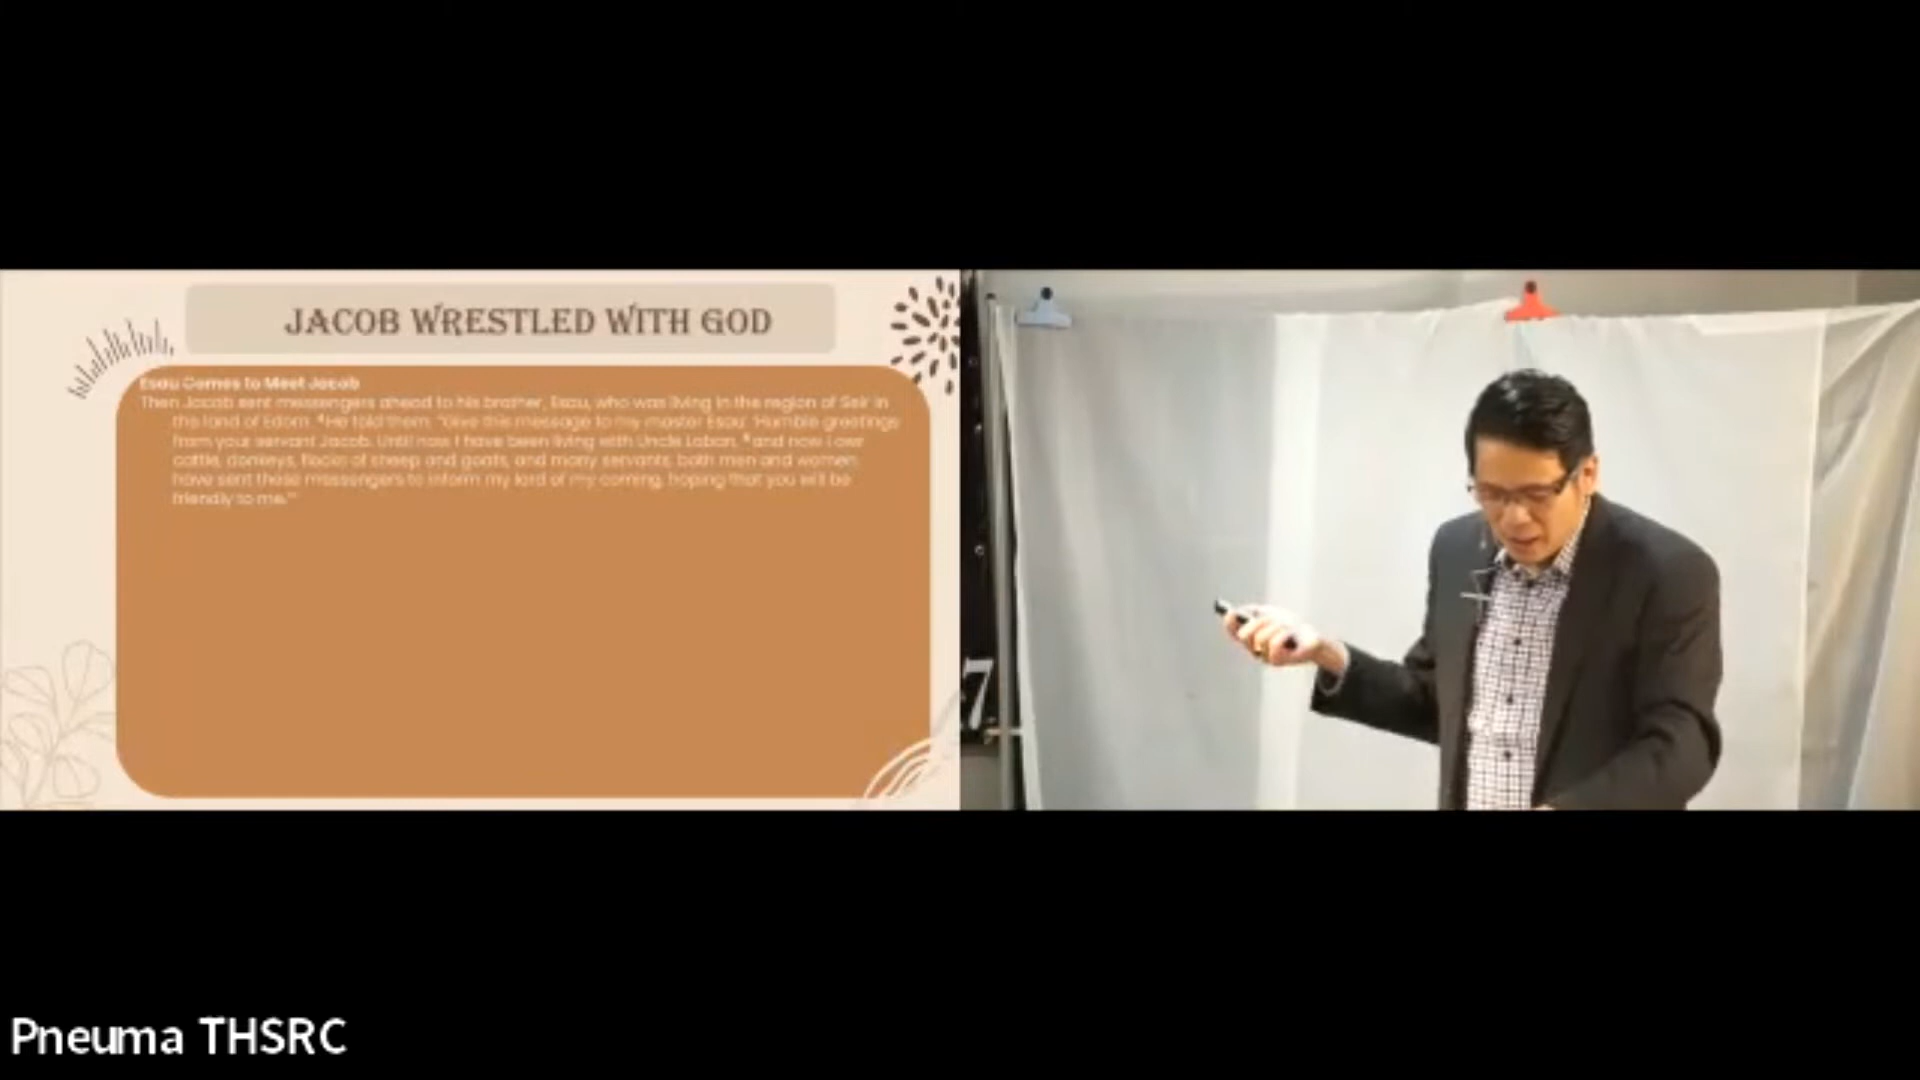 JACOB WRESTLED WITH GOD
Esau Comes to Meet Jacob
Then Jacob sent messengers ahead to his brother, Esau, who was living in the region of Seir in
the land of Edom. ⁴He told them, "Give this message to my master Esau: 'Humble greetings
from your servant Jacob. Until now I have been living with Uncle Laban, ⁵and now I own
cattle, donkeys, flocks of sheep and goats, and many servants, both men and women.
have sent these messengers to inform my lord of my coming, hoping that you will be
friendly to me.'"
7
Pneuma THSRC